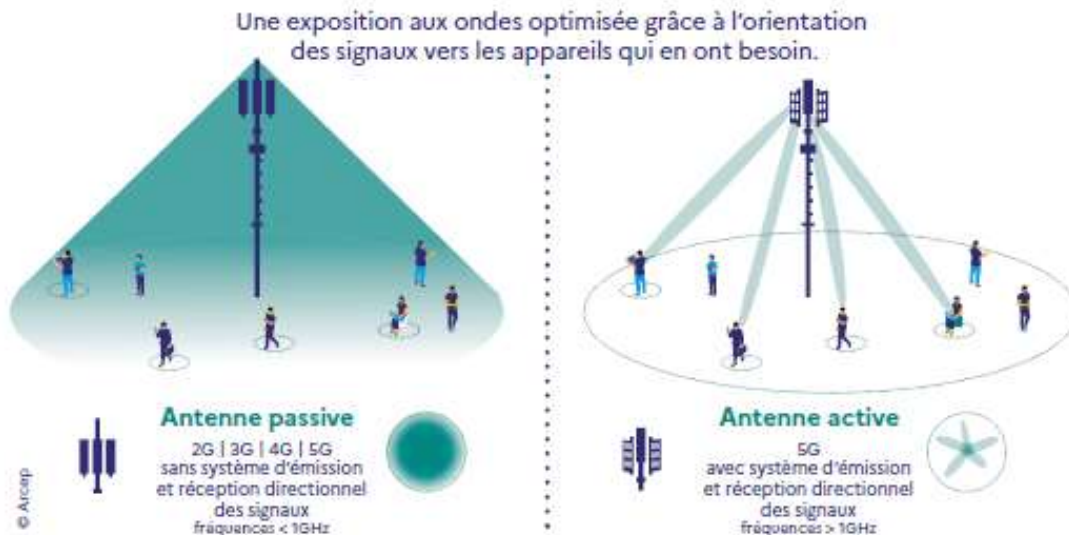 Une exposition aux ondes optimisée grâce à l'orientation
des signaux vers les appareils qui en ont besoin.
Antenne passive
2G | 3G | 4G | 5G
sans système d'émission
et réception directionnel
des signaux
fréquences < 1GHz
Antenne active
5G
avec système d'émission
et réception directionnel
des signaux
fréquences > 1GHz
© Arcep